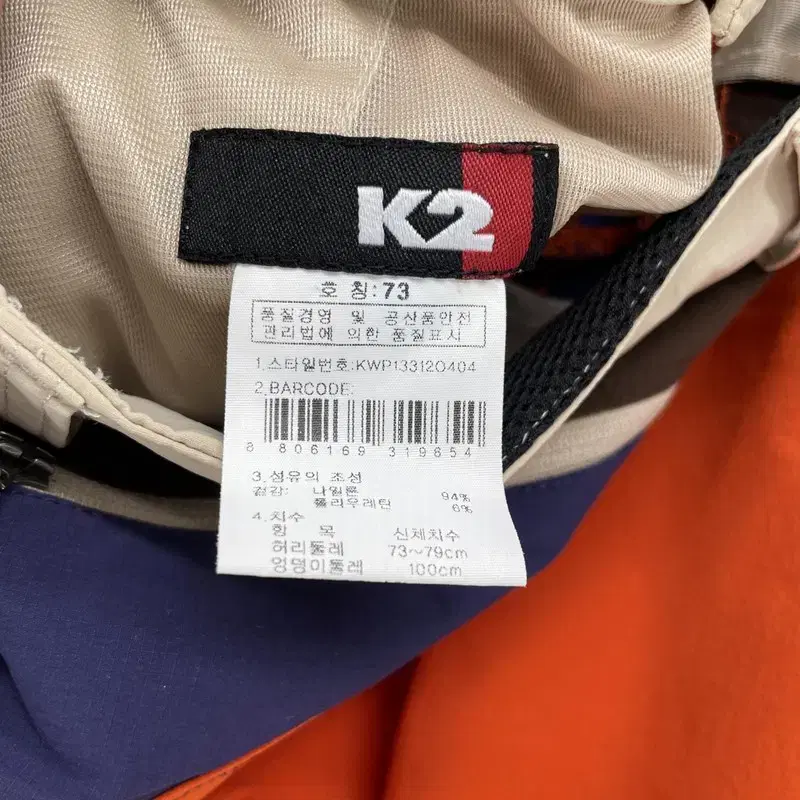 K2
호 칭:73
품질경영 및 공산품안전
관리법에 의한 품질표시
1.스타일번호:KWP13312O404
2.BARCODE:
8 806169 319854
3.섬유의 조성
겉감: 나일론 94%
폴리우레탄 6%
4.치수
항 목 신체치수
허리둘레 73~79cm
엉덩이둘레 100cm